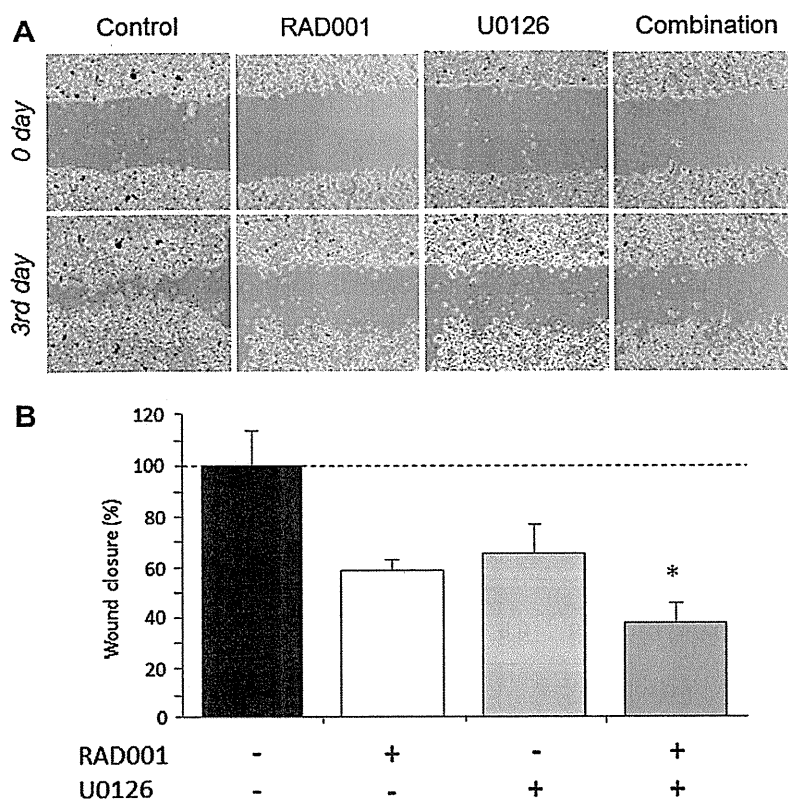 A
Control RAD001 U0126 Combination
0 day
3rd day
B
Wound closure (%)
120
100
80
60
40
20
0
*
RAD001 - + - +
U0126 - - + +